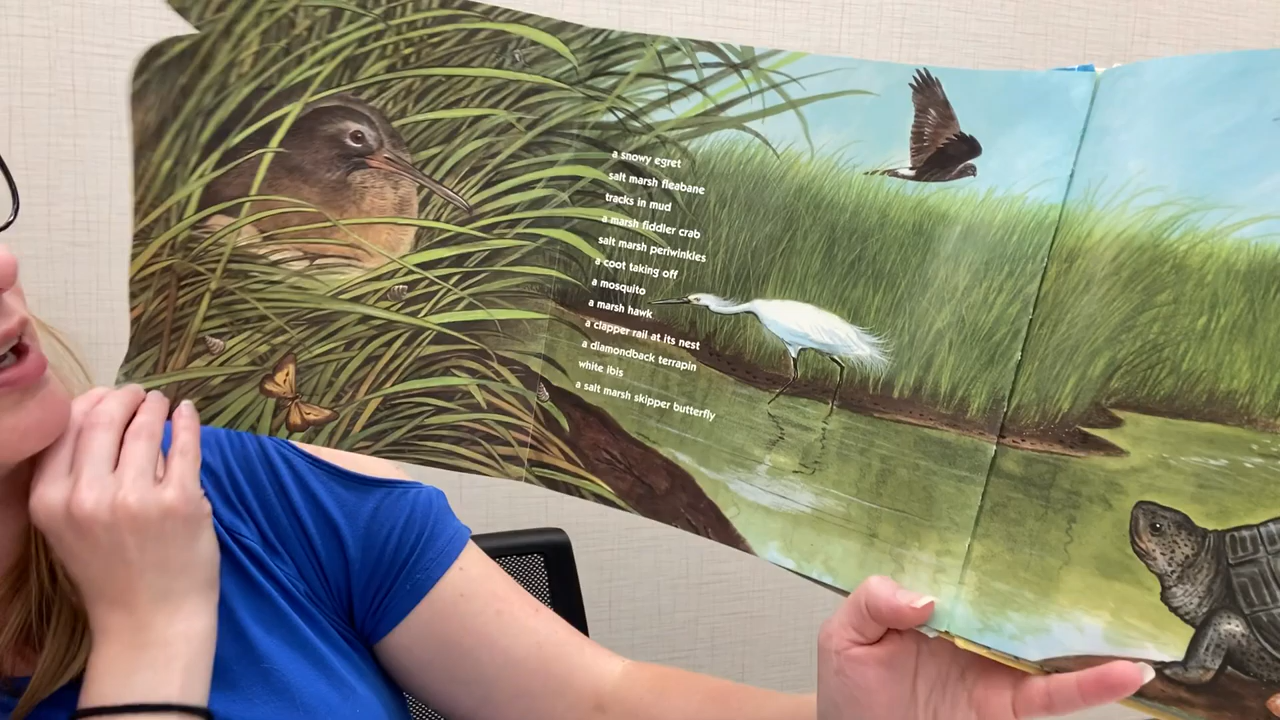 a snowy egret
salt marsh fleabane
tracks in mud
a marsh fiddler crab
salt marsh periwinkles
a coot taking off
a mosquito
a marsh hawk
a clapper rail at its nest
a diamondback terrapin
white ibis
a salt marsh skipper butterfly